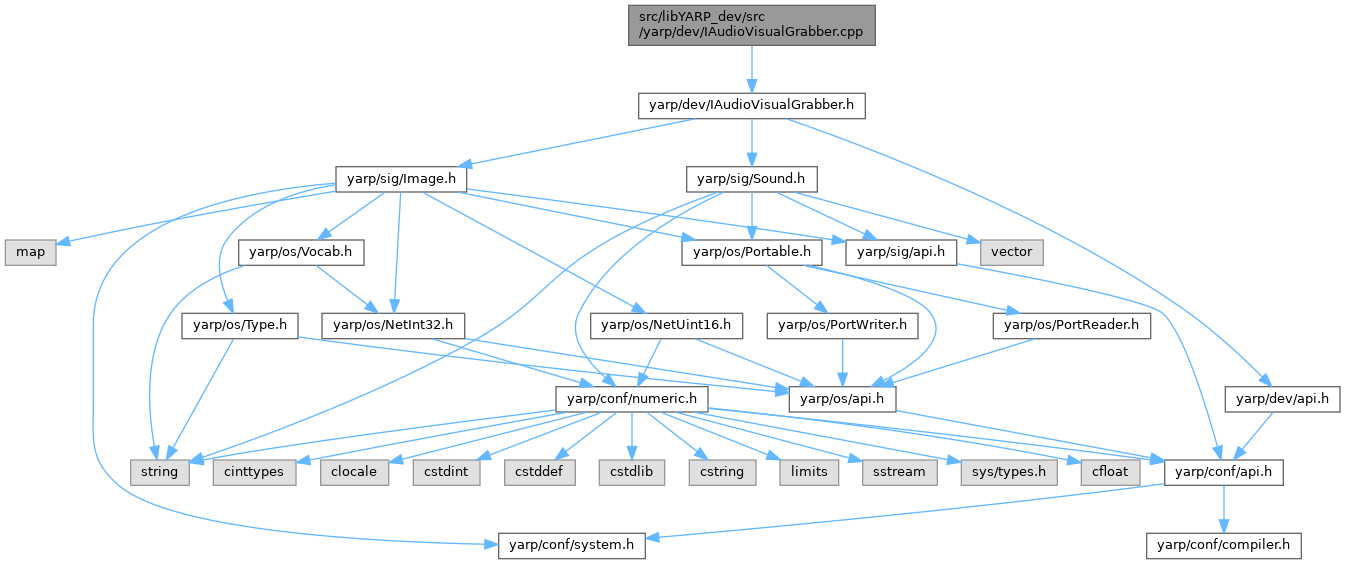 src/libYARP_dev/src
/yarp/dev/IAudioVisualGrabber.cpp
yarp/dev/IAudioVisualGrabber.h
yarp/sig/Image.h
yarp/sig/Sound.h
map
yarp/os/Vocab.h
yarp/os/Portable.h
yarp/sig/api.h
vector
yarp/os/Type.h
yarp/os/NetInt32.h
yarp/os/NetUint16.h
yarp/os/PortWriter.h
yarp/os/PortReader.h
yarp/conf/numeric.h
yarp/os/api.h
yarp/dev/api.h
string
cinttypes
clocale
cstdint
cstddef
cstdlib
cstring
limits
sstream
sys/types.h
cfloat
yarp/conf/api.h
yarp/conf/system.h
yarp/conf/compiler.h